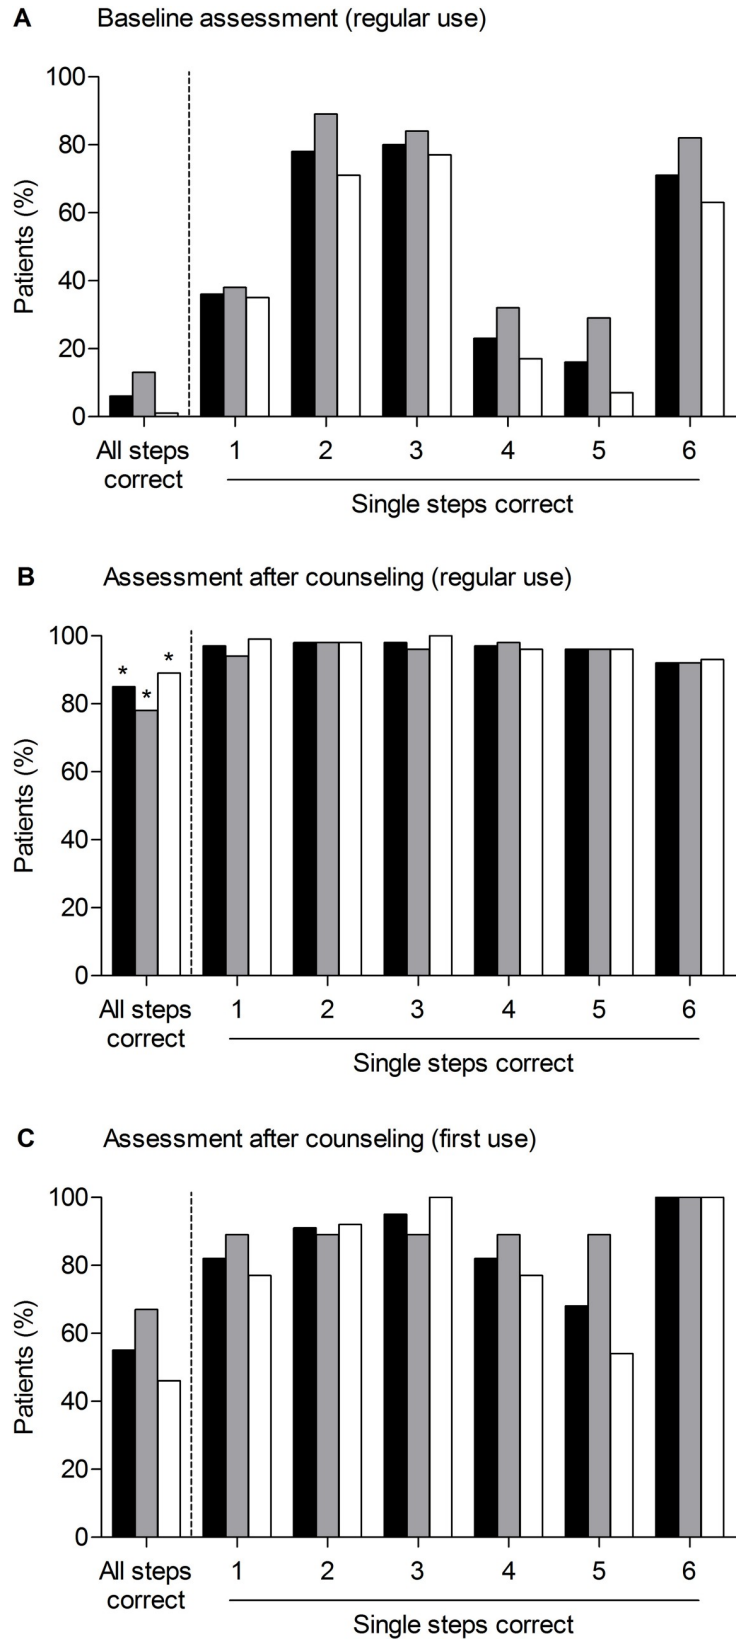 A Baseline assessment (regular use)
100
80
60
40
20
0
Patients (%)
All steps correct
1 2 3 4 5 6
Single steps correct
B Assessment after counseling (regular use)
100
80
60
40
20
0
Patients (%)
* * *
All steps correct
1 2 3 4 5 6
Single steps correct
C Assessment after counseling (first use)
100
80
60
40
20
0
Patients (%)
All steps correct
1 2 3 4 5 6
Single steps correct